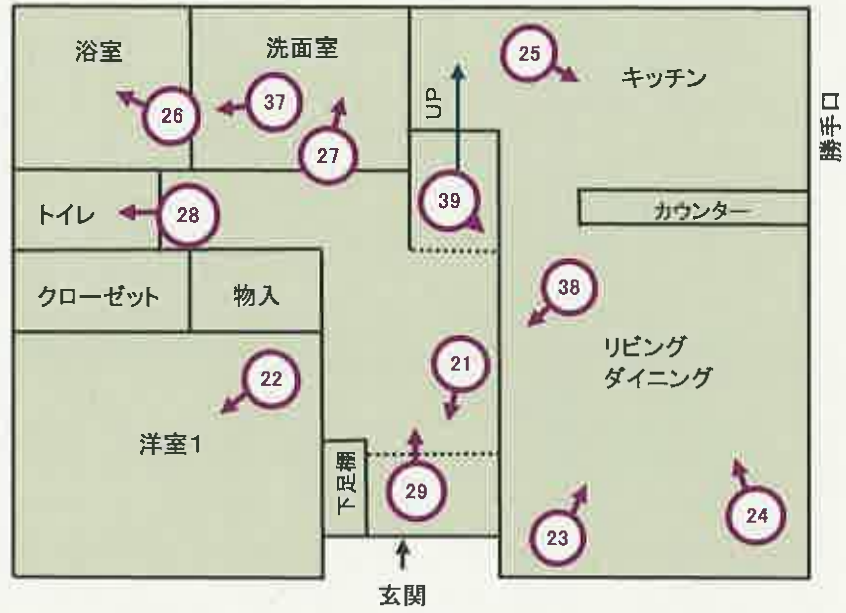 浴室
洗面室
25
キッチン
UP
勝手口
26
37
27
トイレ
28
39
カウンター
クローゼット
物入
38
リビング
ダイニング
21
22
洋室1
下足棚
29
23
24
玄関